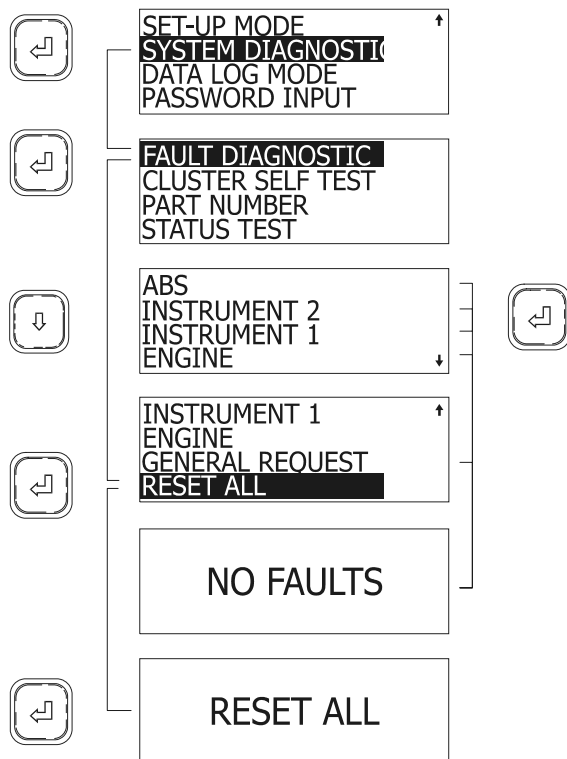 SET-UP MODE
SYSTEM DIAGNOSTIC
DATA LOG MODE
PASSWORD INPUT
FAULT DIAGNOSTIC
CLUSTER SELF TEST
PART NUMBER
STATUS TEST
ABS
INSTRUMENT 2
INSTRUMENT 1
ENGINE
INSTRUMENT 1
ENGINE
GENERAL REQUEST
RESET ALL
NO FAULTS
RESET ALL